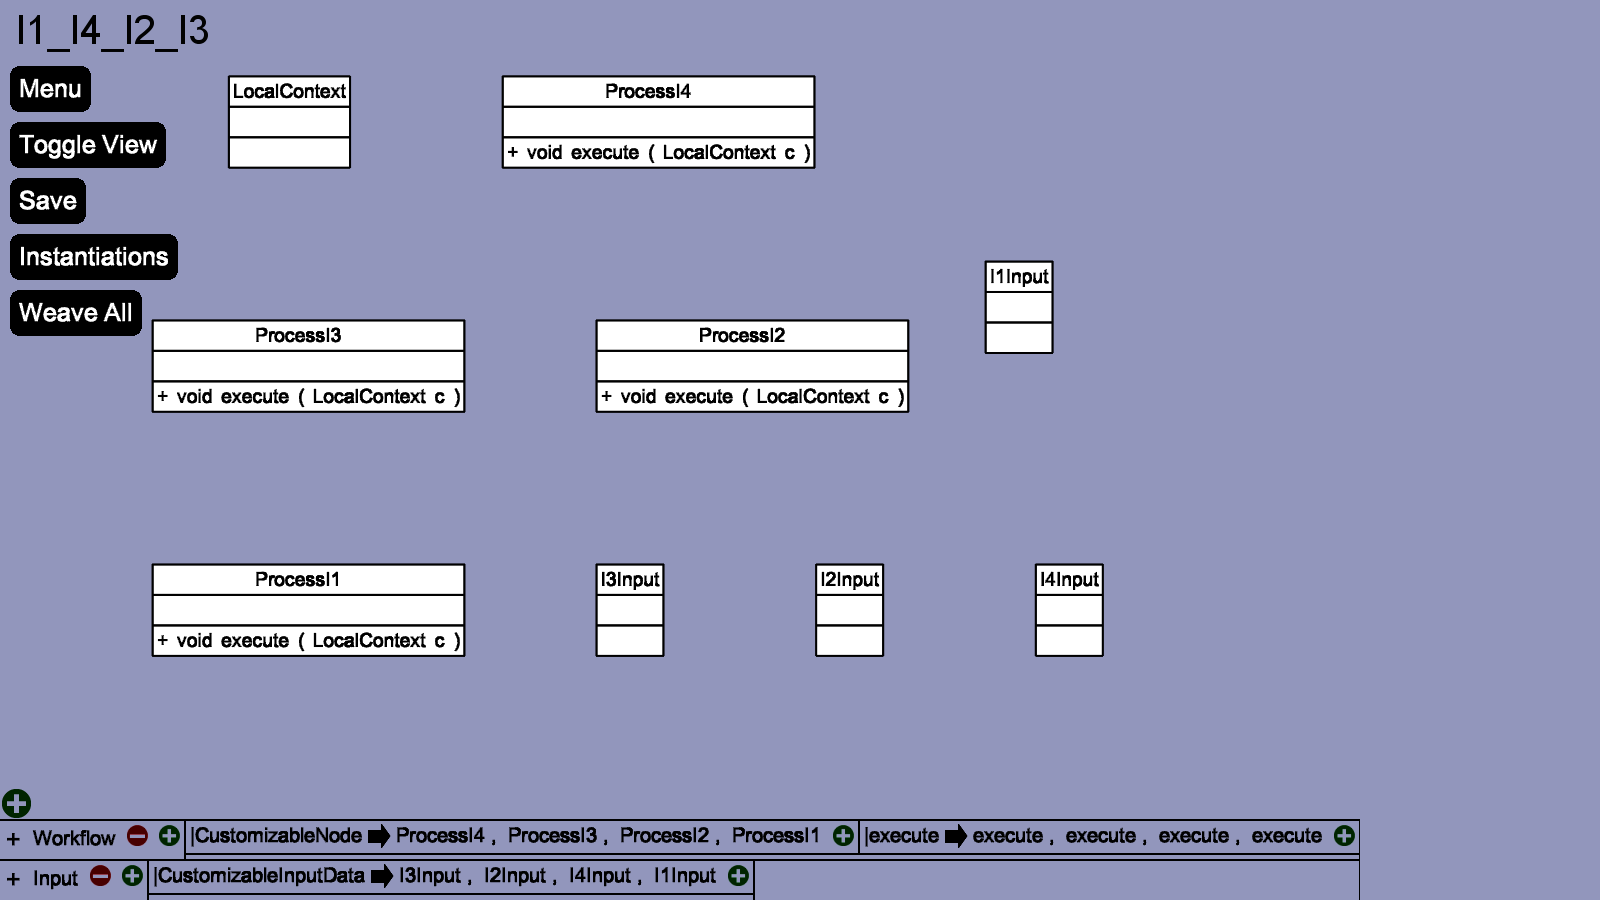 I1_I4_I2_I3
Menu
Toggle View
Save
Instantiations
Weave All
LocalContext
ProcessI4
+ void execute ( LocalContext c )
I1Input
ProcessI3
+ void execute ( LocalContext c )
ProcessI2
+ void execute ( LocalContext c )
ProcessI1
+ void execute ( LocalContext c )
I3Input
I2Input
I4Input
+ Workflow |CustomizableNode ProcessI4 , ProcessI3 , ProcessI2 , ProcessI1 |execute execute , execute , execute , execute
+ Input |CustomizableInputData I3Input , I2Input , I4Input , I1Input